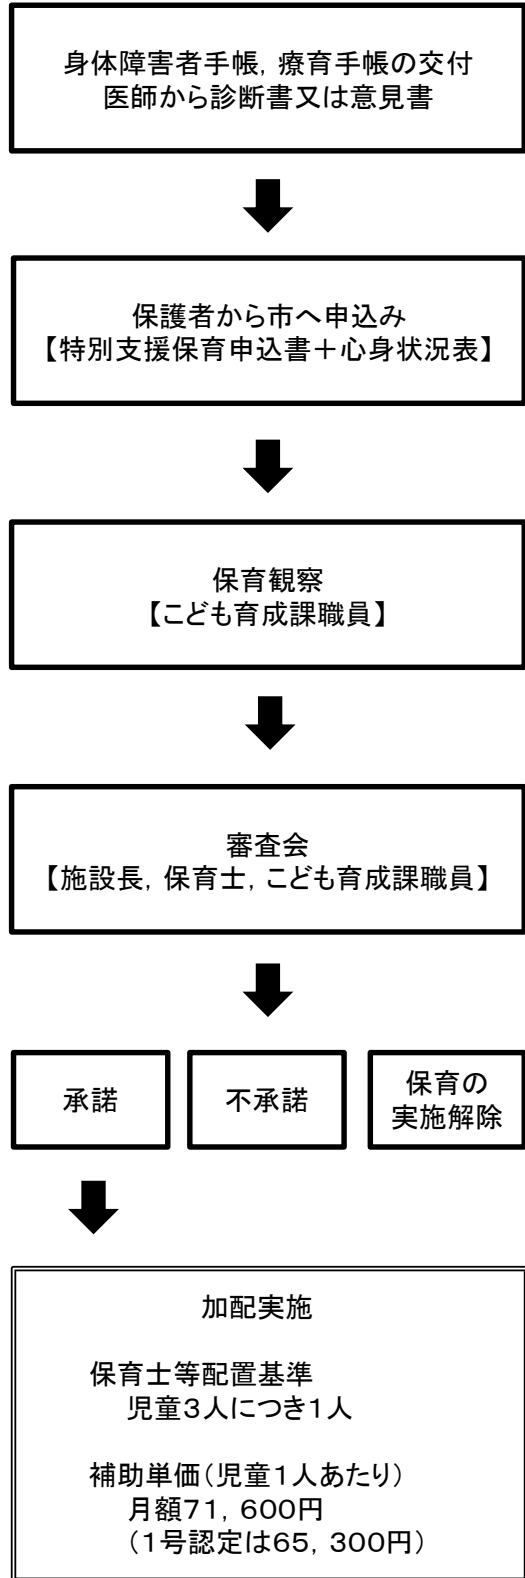 身体障害者手帳，療育手帳の交付
医師から診断書又は意見書
保護者から市へ申込み
【特別支援保育申込書＋心身状況表】
保育観察
【こども育成課職員】
審査会
【施設長，保育士，こども育成課職員】
承諾
不承諾
保育の
実施解除
加配実施
保育士等配置基準
児童３人につき１人
補助単価（児童１人あたり）
月額７１，６００円
（１号認定は６５，３００円）